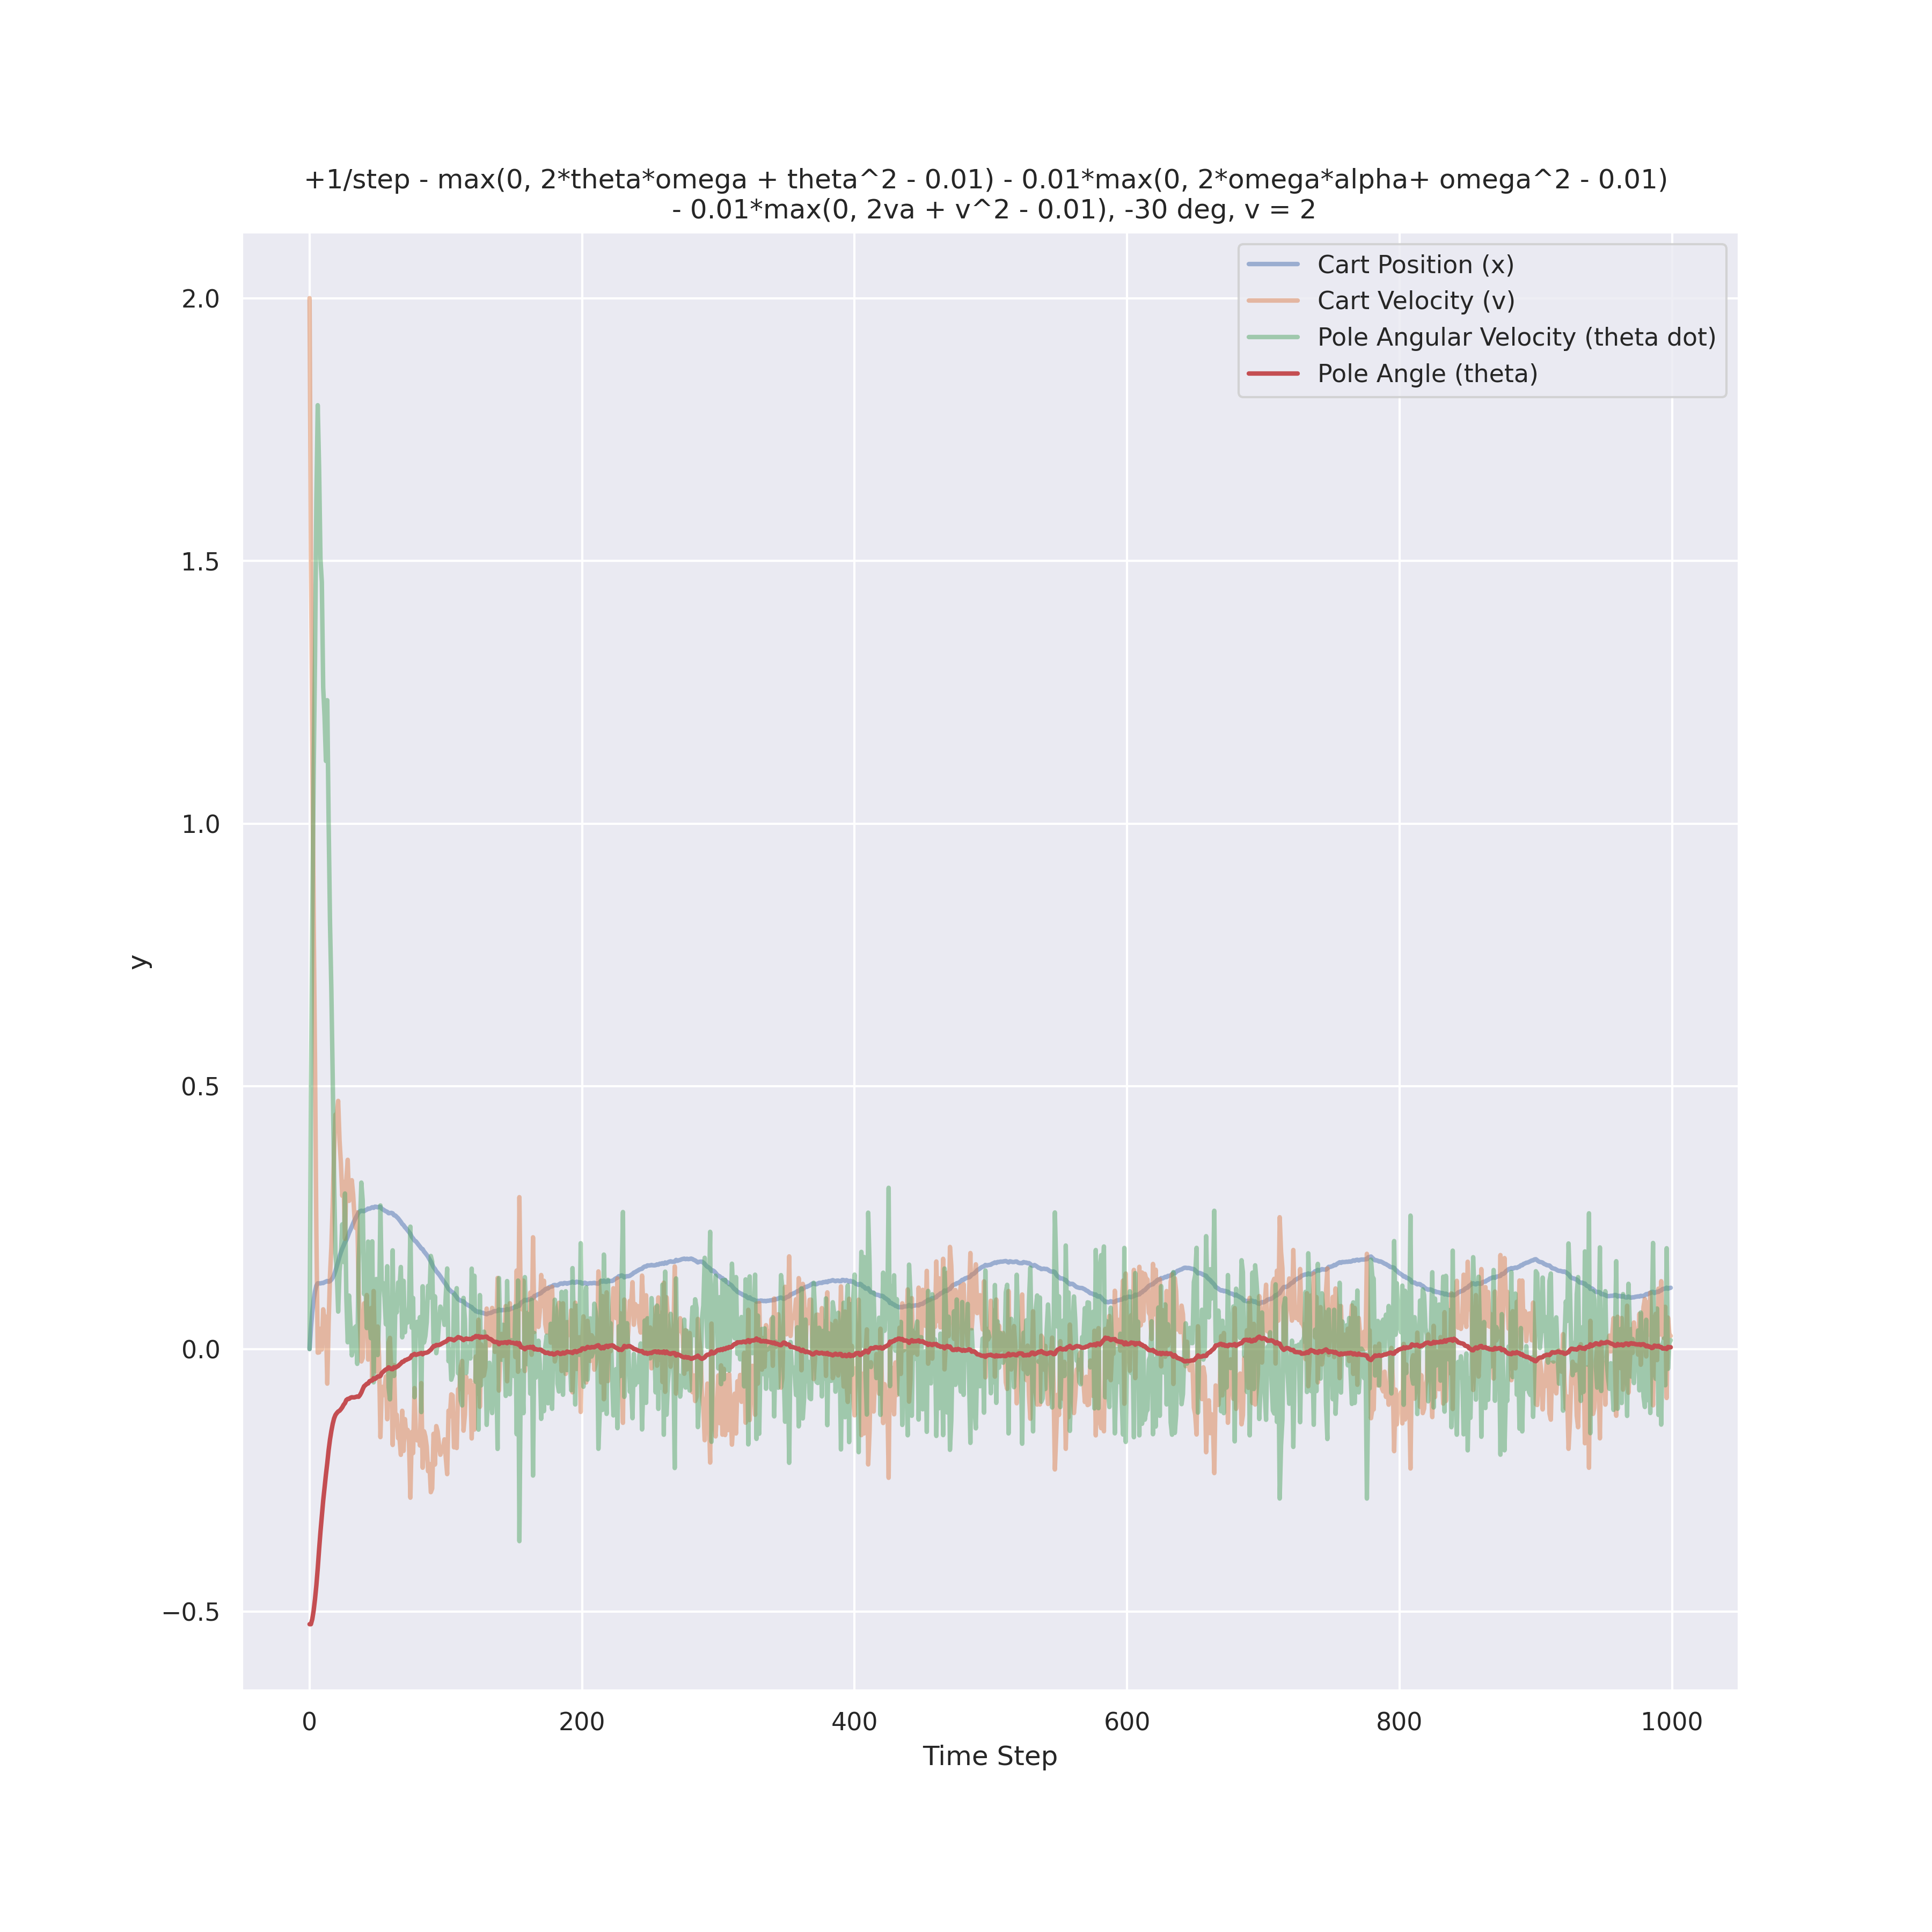 +1/step - max(0, 2*theta*omega + theta^2 - 0.01) - 0.01*max(0, 2*omega*alpha+ omega^2 - 0.01)
- 0.01*max(0, 2va + v^2 - 0.01), -30 deg, v = 2
Cart Position (x)
Cart Velocity (v)
Pole Angular Velocity (theta dot)
Pole Angle (theta)
2.0
1.5
1.0
0.5
0.0
−0.5
y
0 200 400 600 800 1000
Time Step